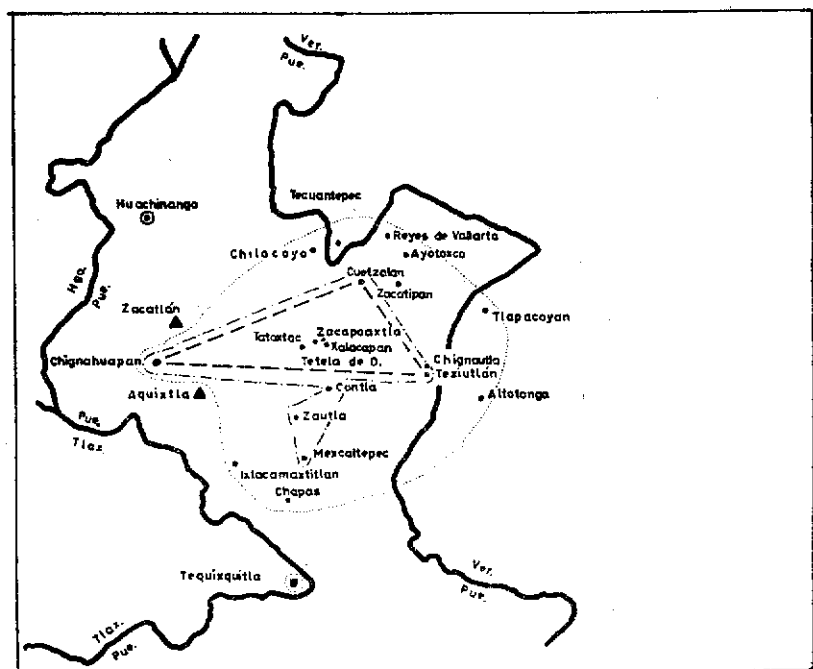 Ver.
Pue.
Tecuantepec
Huachinango
Reyes de Vallarta
Chilacoyo
Ayotoxco
Hgo.
Pue.
Cuetzalan
Zacatipan
Zacatlán
Tlapacoyan
Zacapoaxtla
Tatoxtac
Xalacapan
Chignahuapan
Tetela de O.
Chignautla
Teziutlán
Aquixtla
Contla
Altotonga
Pue.
Tlax.
Zautla
Mexcaltepec
Ixtacamaxtitlan
Chapas
Tequixquitla
Ver.
Pue.
Tlax.
Pue.